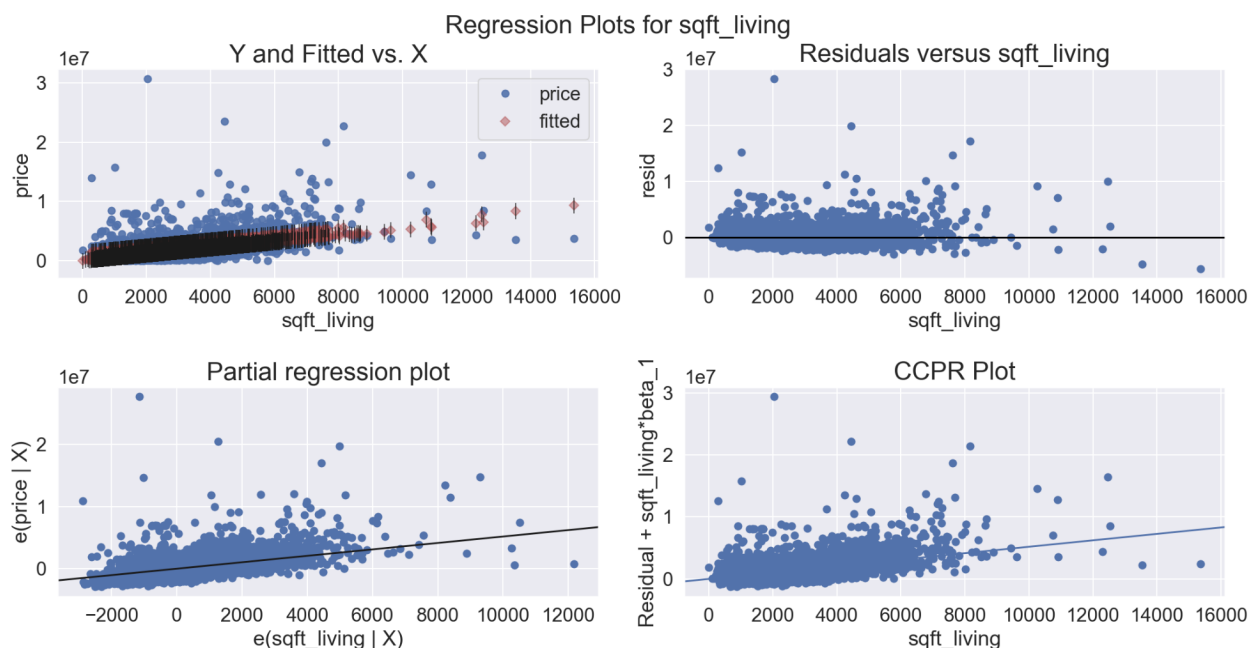 Regression Plots for sqft_living
Y and Fitted vs. X
1e7
3
2
1
0
price
price
fitted
0 2000 4000 6000 8000 10000 12000 14000 16000
sqft_living
Residuals versus sqft_living
1e7
3
2
1
0
resid
0 2000 4000 6000 8000 10000 12000 14000 16000
sqft_living
Partial regression plot
1e7
2
1
0
e(price | X)
−2000 0 2000 4000 6000 8000 10000 12000
e(sqft_living | X)
CCPR Plot
1e7
3
2
1
0
Residual + sqft_living*beta_1
0 2000 4000 6000 8000 10000 12000 14000 16000
sqft_living